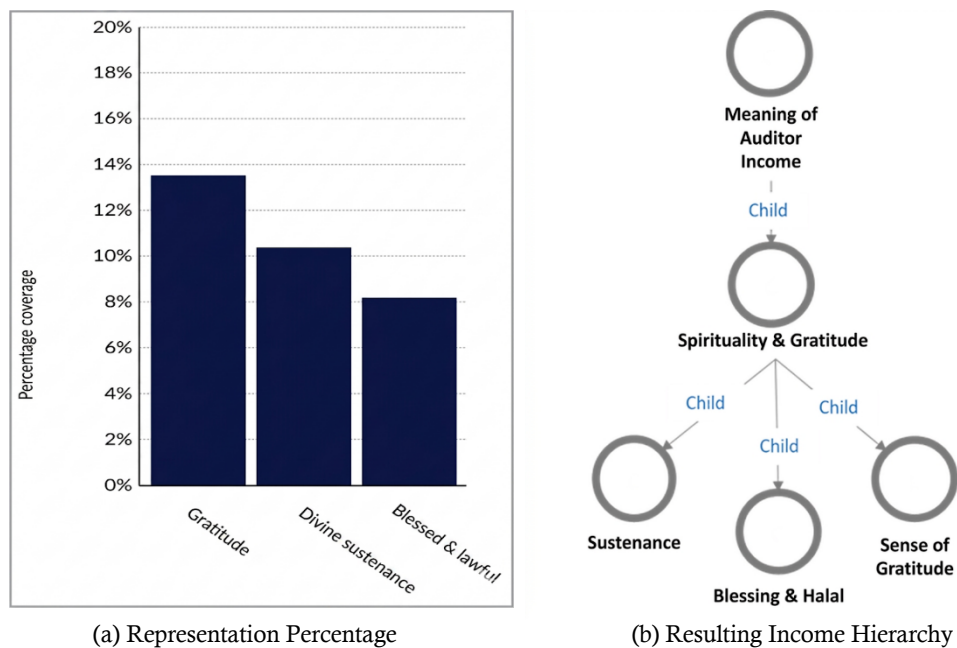 20%
18%
16%
14%
12%
10%
8%
6%
4%
2%
0%
Percentage coverage
Gratitude
Divine sustenance
Blessed & lawful
(a) Representation Percentage
Meaning of
Auditor
Income
Child
Spirituality & Gratitude
Child
Child
Child
Sustenance
Blessing & Halal
Sense of
Gratitude
(b) Resulting Income Hierarchy